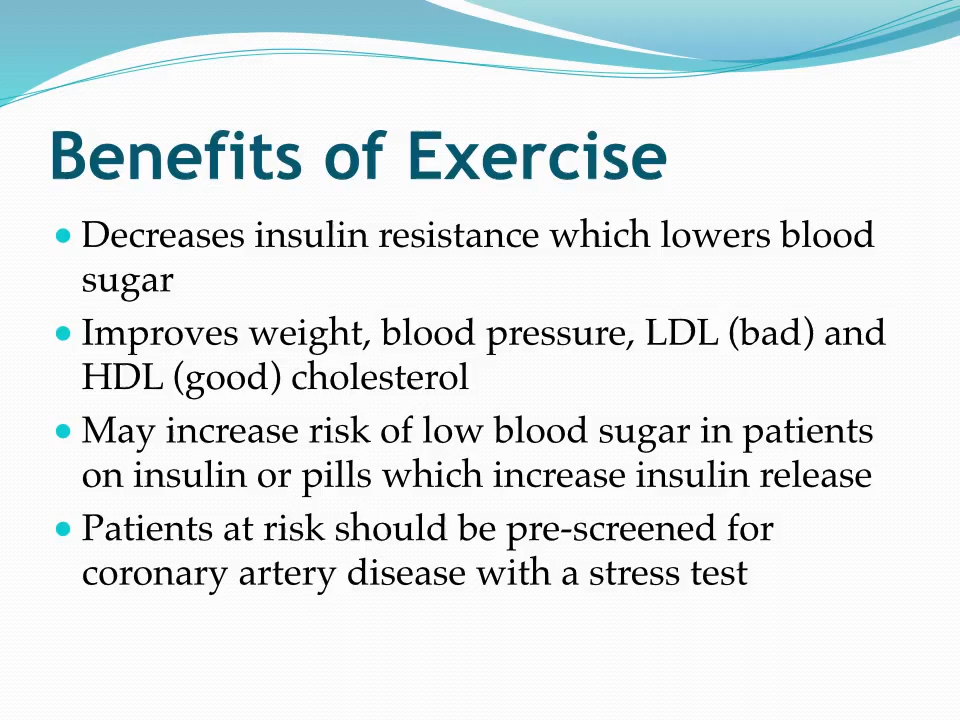 Benefits of Exercise
• Decreases insulin resistance which lowers blood
sugar
• Improves weight, blood pressure, LDL (bad) and
HDL (good) cholesterol
• May increase risk of low blood sugar in patients
on insulin or pills which increase insulin release
• Patients at risk should be pre-screened for
coronary artery disease with a stress test